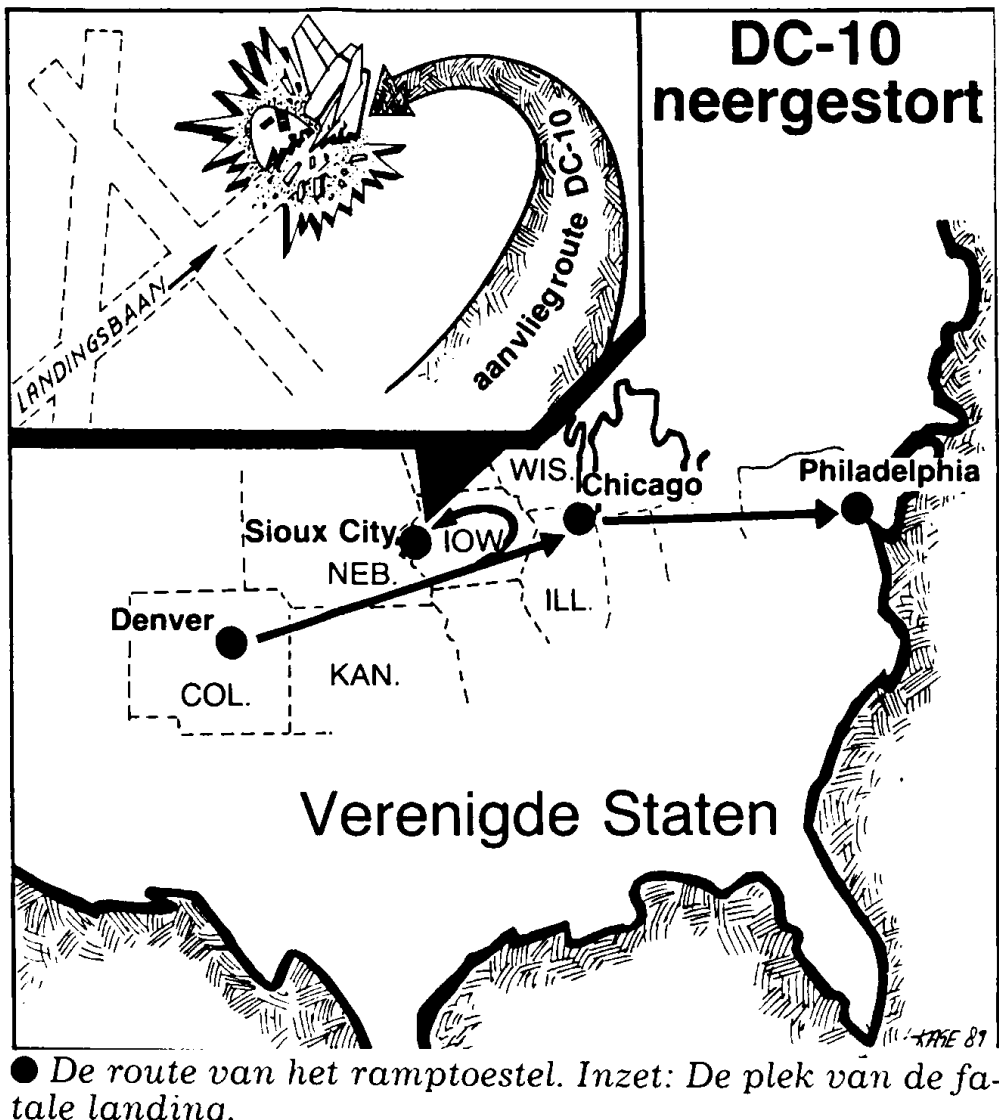 DC-10
neergestort
LANDINGSBAAN
aanvliegroute DC-10
WIS.
Chicago
Philadelphia
Sioux City
IOW
NEB.
ILL.
Denver
KAN.
COL.
Verenigde Staten
89
● De route van het ramptoestel. Inzet: De plek van de fa-
tale landing.